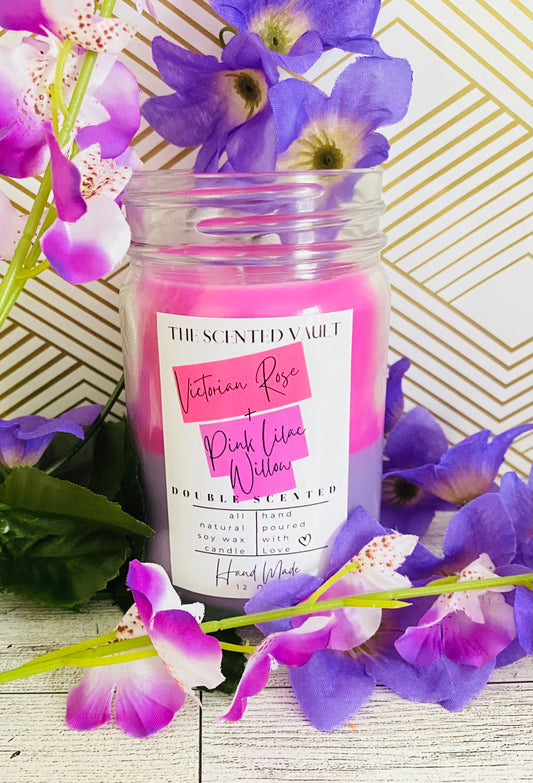 THE SCENTED VAULT
Victorian Rose
+
Pink Lilac
Willow
DOUBLE SCENTED
all hand
natural poured
soy wax with ♡
candle Love
Hand Made
12